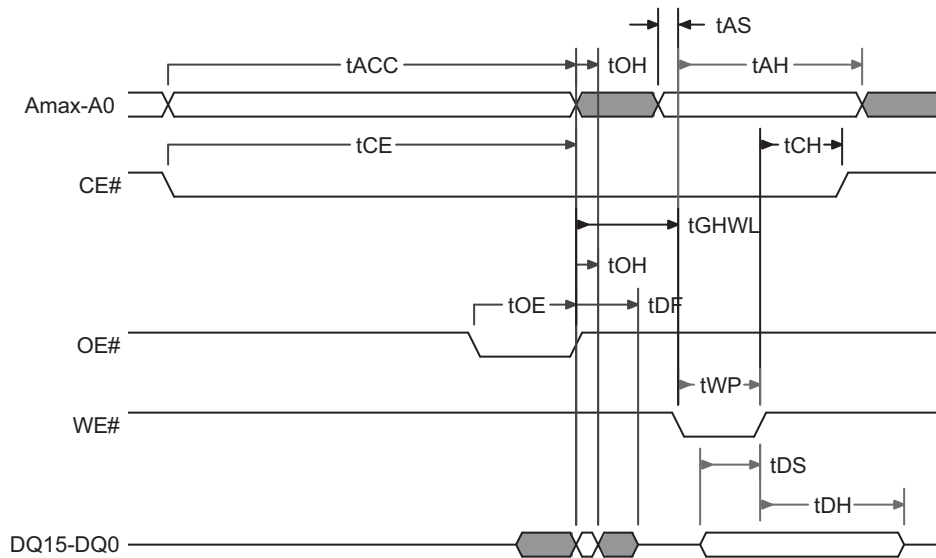 tAS
tACC
tOH
tAH
Amax-A0
tCE
tCH
CE#
tGHWL
tOH
tOE
tDF
OE#
tWP
WE#
tDS
tDH
DQ15-DQ0